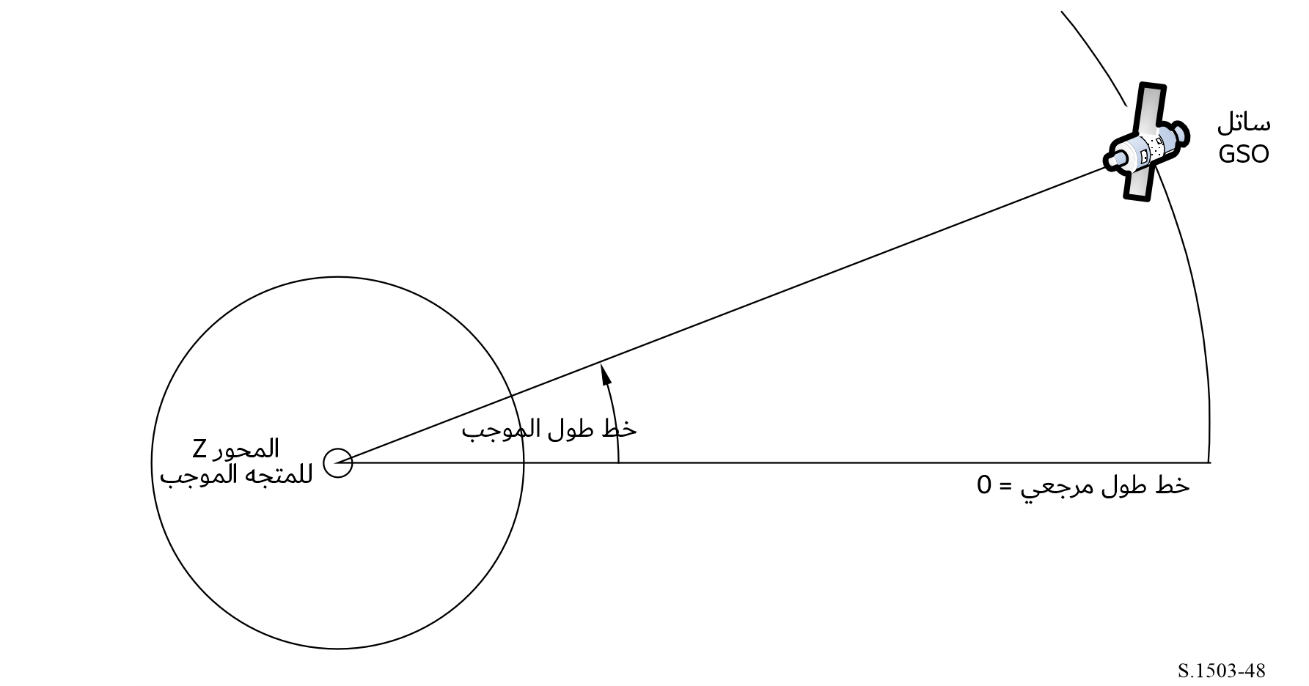 ساتل
GSO
خط طول الموجب
المحور Z
للمتجه الموجب
خط طول مرجعي = 0
S.1503-48